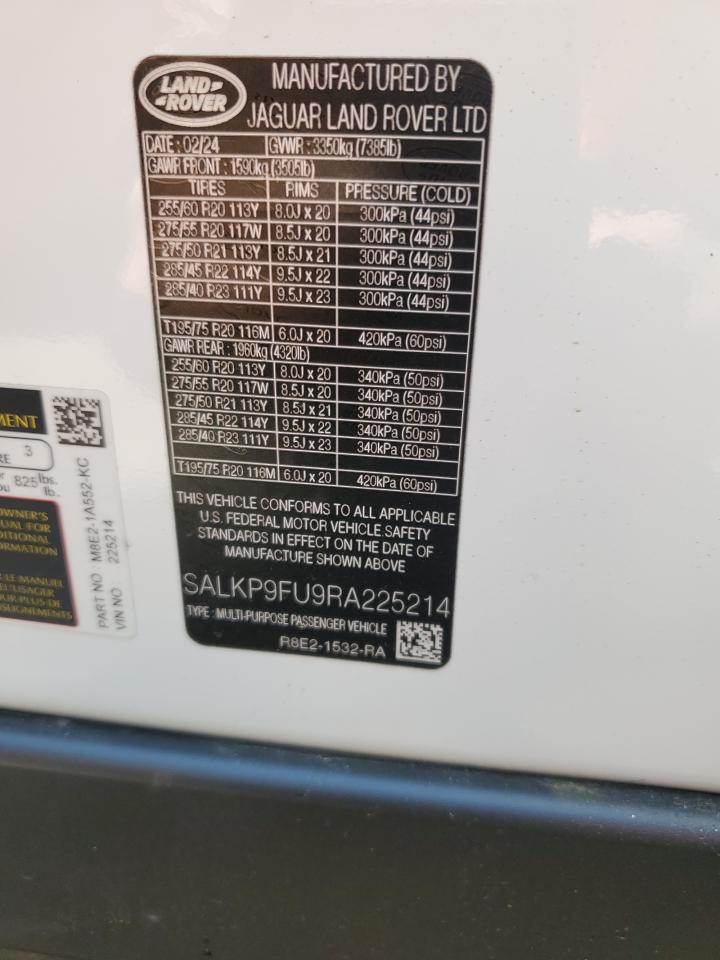 LAND ROVER
MANUFACTURED BY
JAGUAR LAND ROVER LTD
DATE : 02/24 GVWR : 3350kg (7385lb)
GAWR FRONT : 1590kg (3505lb)
TIRES RIMS PRESSURE (COLD)
255/60 R20 113Y 8.0J x 20 300kPa (44psi)
275/55 R20 117W 8.5J x 20 300kPa (44psi)
275/50 R21 113Y 8.5J x 21 300kPa (44psi)
285/45 R22 114Y 9.5J x 22 300kPa (44psi)
285/40 R23 111Y 9.5J x 23 300kPa (44psi)
T195/75 R20 116M 6.0J x 20 420kPa (60psi)
GAWR REAR : 1960kg (4320lb)
255/60 R20 113Y 8.0J x 20 340kPa (50psi)
275/55 R20 117W 8.5J x 20 340kPa (50psi)
275/50 R21 113Y 8.5J x 21 340kPa (50psi)
285/45 R22 114Y 9.5J x 22 340kPa (50psi)
285/40 R23 111Y 9.5J x 23 340kPa (50psi)
T195/75 R20 116M 6.0J x 20 420kPa (60psi)
THIS VEHICLE CONFORMS TO ALL APPLICABLE
U.S. FEDERAL MOTOR VEHICLE SAFETY
STANDARDS IN EFFECT ON THE DATE OF
MANUFACTURE SHOWN ABOVE
SALKP9FU9RA225214
TYPE : MULTI-PURPOSE PASSENGER VEHICLE
R8E2-1532-RA
3
825 lbs.
lb.
OWNER'S
FOR
LE MANUEL
PLUS DE
PART NO : M8E2-1A552-KC
VIN NO : 225214